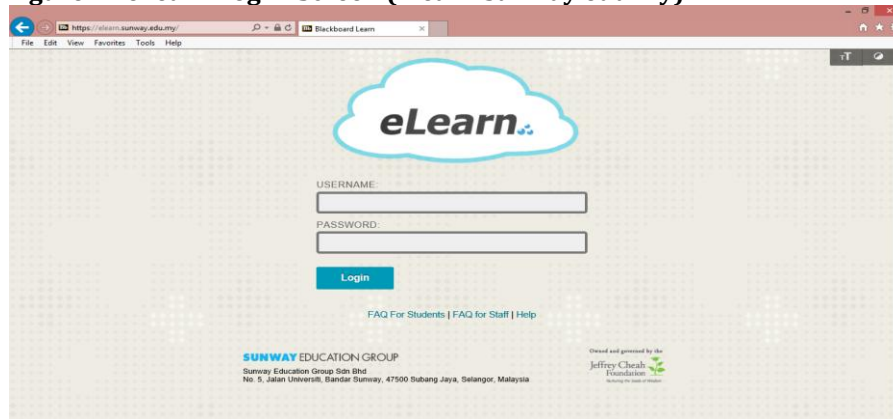 https://elearn.sunway.edu.my/
Blackboard Learn
File Edit View Favorites Tools Help
TT
eLearn
USERNAME:
PASSWORD:
Login
FAQ For Students | FAQ for Staff | Help
SUNWAY EDUCATION GROUP
Sunway Education Group Sdn Bhd
No. 5, Jalan Universiti, Bandar Sunway, 47500 Subang Jaya, Selangor, Malaysia
Owned and governed by the
Jeffrey Cheah
Foundation